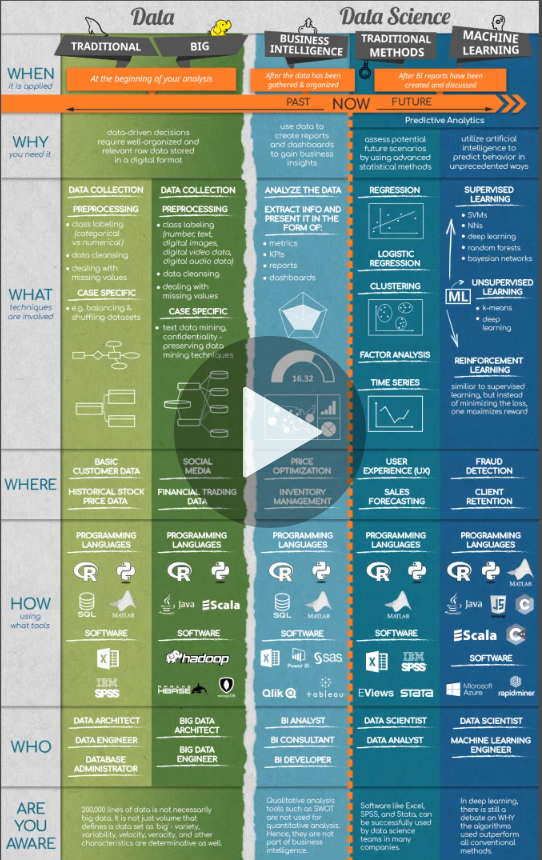 Data
Data Science
TRADITIONAL
BIG
BUSINESS
INTELLIGENCE
TRADITIONAL
METHODS
MACHINE
LEARNING
WHEN
it is applied
At the beginning of your analysis
After the data has been
gathered & organized
After BI reports have been
created and discussed
PAST
NOW
FUTURE
Predictive Analytics
WHY
you need it
data-driven decisions
require well-organized and
relevant raw data stored
in a digital format
use data to
create reports
and dashboards
to gain business
insights
assess potential
future scenarios
by using advanced
statistical methods
utilize artificial
intelligence to
predict behavior in
unprecedented ways
WHAT
techniques
are involved
DATA COLLECTION
PREPROCESSING
• class labeling
(categorical
vs numerical)
• data cleansing
• dealing with
missing values
CASE SPECIFIC
• e.g. balancing &
shuffling datasets
DATA COLLECTION
PREPROCESSING
• class labeling
(number, text,
digital images,
digital video data,
digital audio data)
• data cleansing
• dealing with
missing values
CASE SPECIFIC
• text data mining,
confidentiality -
preserving data
mining techniques
ANALYZE THE DATA
EXTRACT INFO AND
PRESENT IT IN THE
FORM OF:
• metrics
• KPIs
• reports
• dashboards
16.32
REGRESSION
LOGISTIC
REGRESSION
CLUSTERING
FACTOR ANALYSIS
TIME SERIES
SUPERVISED
LEARNING
• SVMs
• NNs
• deep learning
• random forests
• bayesian networks
ML
UNSUPERVISED
LEARNING
• k-means
• deep
learning
REINFORCEMENT
LEARNING
similiar to supervised
learning, but instead
of minimizing the loss,
one maximizes reward
WHERE
BASIC
CUSTOMER DATA
HISTORICAL STOCK
PRICE DATA
SOCIAL
MEDIA
FINANCIAL TRADING
DATA
PRICE
OPTIMIZATION
INVENTORY
MANAGEMENT
USER
EXPERIENCE (UX)
SALES
FORECASTING
FRAUD
DETECTION
CLIENT
RETENTION
HOW
using
what tools
PROGRAMMING
LANGUAGES
R
SQL
MATLAB
SOFTWARE
X
IBM
SPSS
PROGRAMMING
LANGUAGES
R
Java
Scala
SOFTWARE
hadoop
APACHE
HBASE
mongoDB
PROGRAMMING
LANGUAGES
R
SQL
MATLAB
SOFTWARE
X
Power BI
sas
Qlik
+ableau
PROGRAMMING
LANGUAGES
R
MATLAB
SOFTWARE
X
IBM
SPSS
EViews
STATA
PROGRAMMING
LANGUAGES
R
MATLAB
Java
JS
C
Scala
C++
SOFTWARE
Microsoft
Azure
rapidminer
WHO
DATA ARCHITECT
DATA ENGINEER
DATABASE
ADMINISTRATOR
BIG DATA
ARCHITECT
BIG DATA
ENGINEER
BI ANALYST
BI CONSULTANT
BI DEVELOPER
DATA SCIENTIST
DATA ANALYST
DATA SCIENTIST
MACHINE LEARNING
ENGINEER
ARE
YOU
AWARE
200,000 lines of data is not necessarily
big data. It is not just volume that
defines a data set as 'big' - variety,
variability, velocity, veracity, and other
characteristics are determinative as well.
Qualitative analysis
tools such as SWOT
are not used for
quantitative analysis.
Hence, they are not
part of business
intelligence.
Software like Excel,
SPSS, and Stata, can
be successfully used
by data science
teams in many
companies.
In deep learning,
there is still a
debate on WHY
the algorithms
used outperform
all conventional
methods.